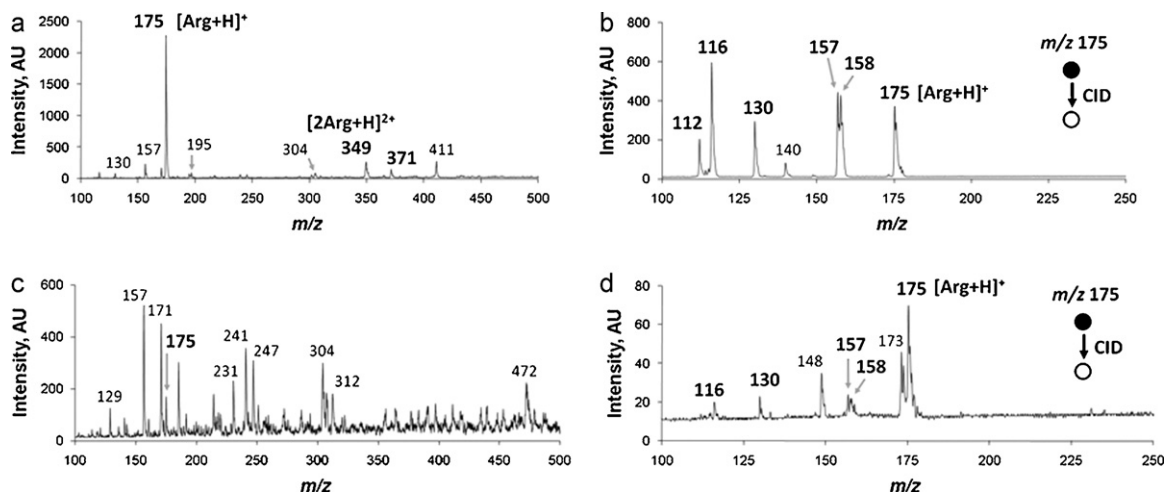 a
Intensity, AU
2500
2000
1500
1000
500
0
175 [Arg+H]+
130
157
195
[2Arg+H]2+
304
349
371
411
100 150 200 250 300 350 400 450 500
m/z
b
Intensity, AU
800
600
400
200
0
112
116
130
140
157
158
175 [Arg+H]+
m/z 175
CID
100 125 150 175 200 225 250
m/z
c
Intensity, AU
600
400
200
0
129
157
171
175
231
241
247
304
312
472
100 150 200 250 300 350 400 450 500
m/z
d
Intensity, AU
80
60
40
20
0
116
130
148
157
158
173
175 [Arg+H]+
m/z 175
CID
100 125 150 175 200 225 250
m/z